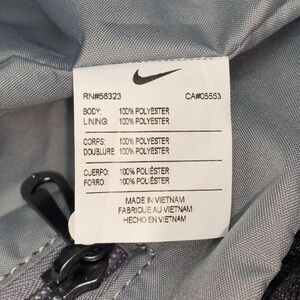 RN#56323 CA#05553
BODY: 100% POLYESTER
LINING: 100% POLYESTER
CORPS: 100% POLYESTER
DOUBLURE: 100% POLYESTER
CUERPO: 100% POLIÉSTER
FORRO: 100% POLIÉSTER
MADE IN VIETNAM
FABRIQUE AU VIETNAM
HECHO EN VIETNAM